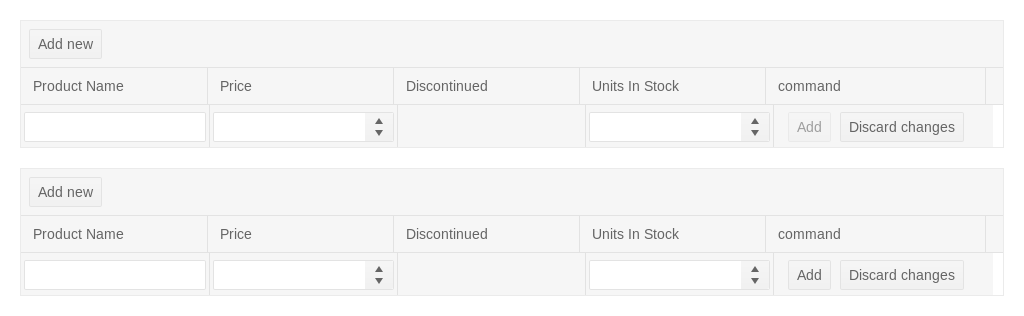 Add new
Product Name Price Discontinued Units In Stock command
Add Discard changes
Add new
Product Name Price Discontinued Units In Stock command
Add Discard changes